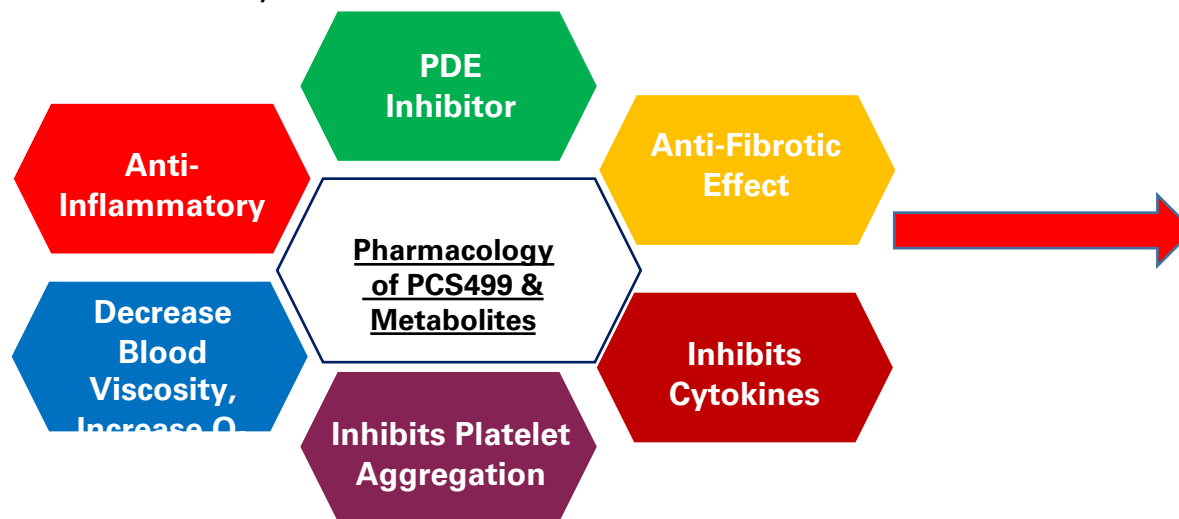 PDE
Inhibitor
Anti-
Inflammatory
Anti-Fibrotic
Effect
Pharmacology
of PCS499 &
Metabolites
Decrease
Blood
Viscosity,
Increase O
Inhibits
Cytokines
Inhibits Platelet
Aggregation